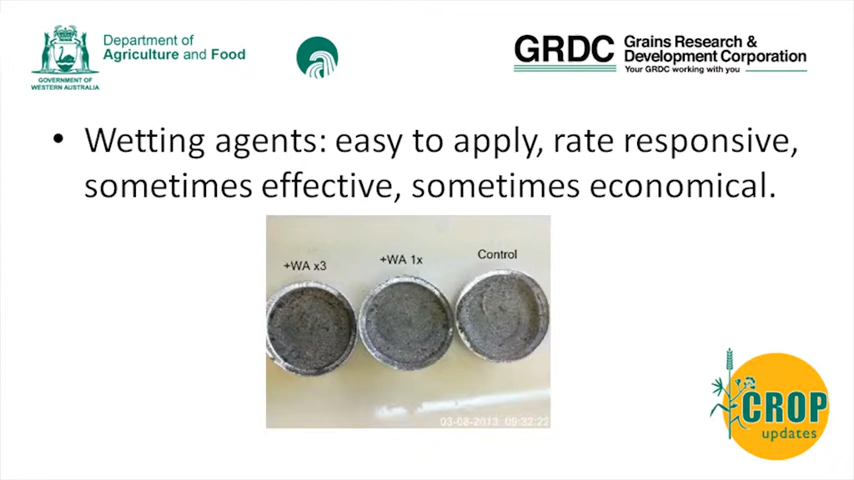 Department of
Agriculture and Food
GOVERNMENT OF
WESTERN AUSTRALIA
GRDC
Grains Research &
Development Corporation
Your GRDC working with you
• Wetting agents: easy to apply, rate responsive,
sometimes effective, sometimes economical.
+WA x3
+WA 1x
Control
03-08-2013 09:32:22
CROP
updates